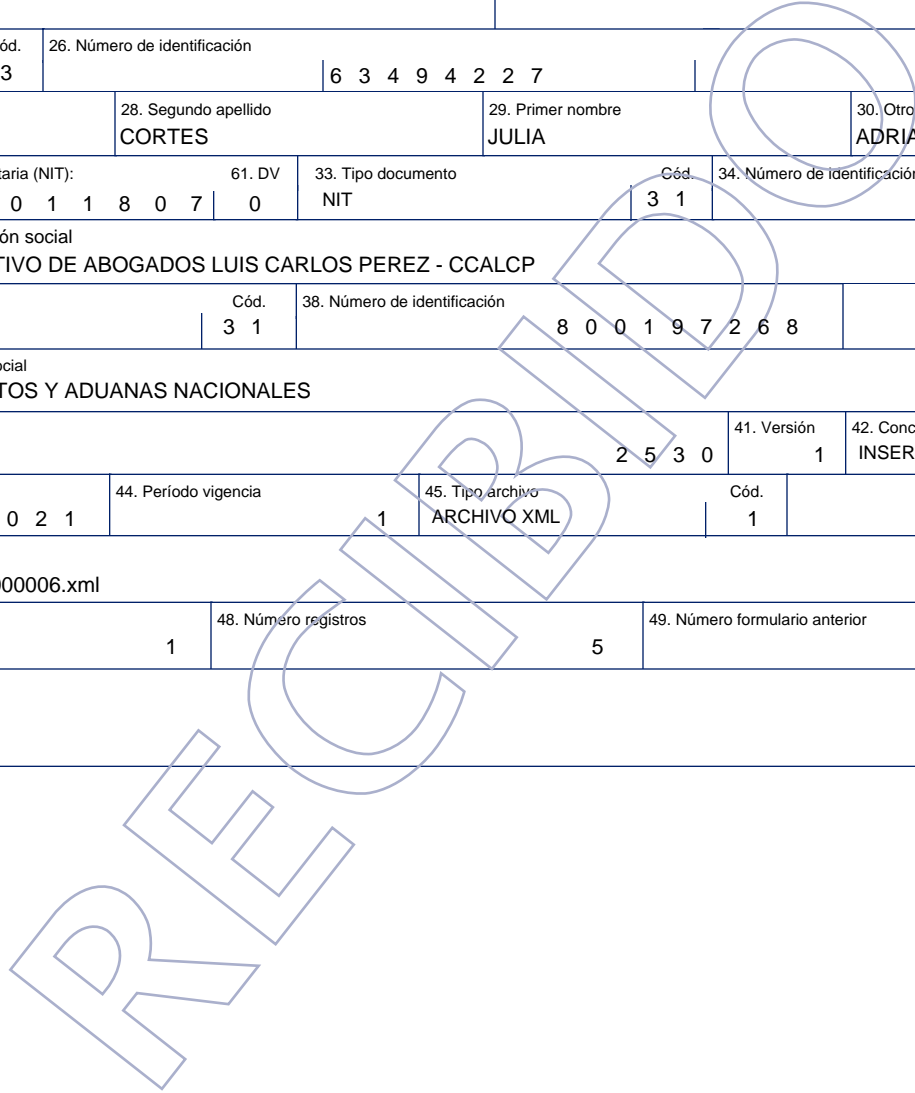 ód. 26. Número de identificación
3 6 3 4 9 4 2 2 7
28. Segundo apellido 29. Primer nombre 30. Otro
CORTES JULIA ADRIA
taria (NIT): 61. DV 33. Tipo documento Cód. 34. Número de identificación
0 1 1 8 0 7 0 NIT 3 1
ón social
TIVO DE ABOGADOS LUIS CARLOS PEREZ - CCALCP
Cód. 38. Número de identificación
3 1 8 0 0 1 9 7 2 6 8
ocial
TOS Y ADUANAS NACIONALES
41. Versión 42. Conc
2 5 3 0 1 INSER
44. Período vigencia 45. Tipo archivo Cód.
0 2 1 1 ARCHIVO XML 1
000006.xml
48. Número registros 49. Número formulario anterior
1 5
RECIBIDO